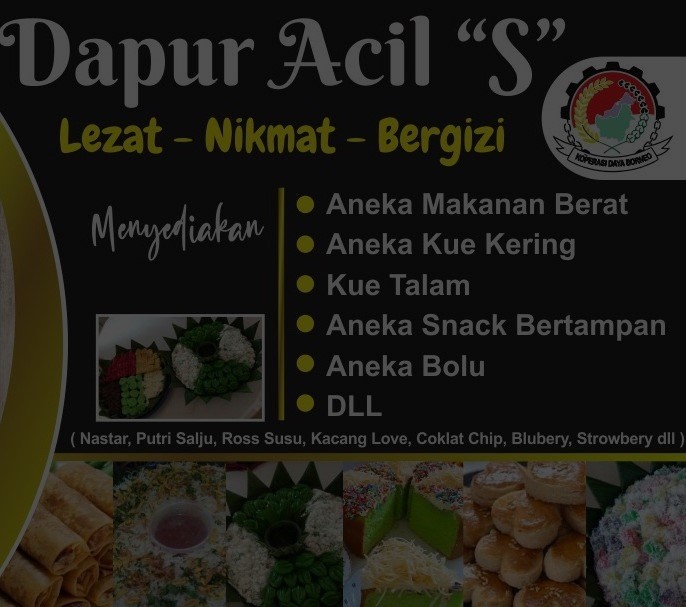 Dapur Acil “S”
Lezat - Nikmat - Bergizi
KOPERASI DAYA BORNEO
Menyediakan
Aneka Makanan Berat
Aneka Kue Kering
Kue Talam
Aneka Snack Bertampan
Aneka Bolu
DLL
( Nastar, Putri Salju, Ross Susu, Kacang Love, Coklat Chip, Blubery, Strowbery dll )